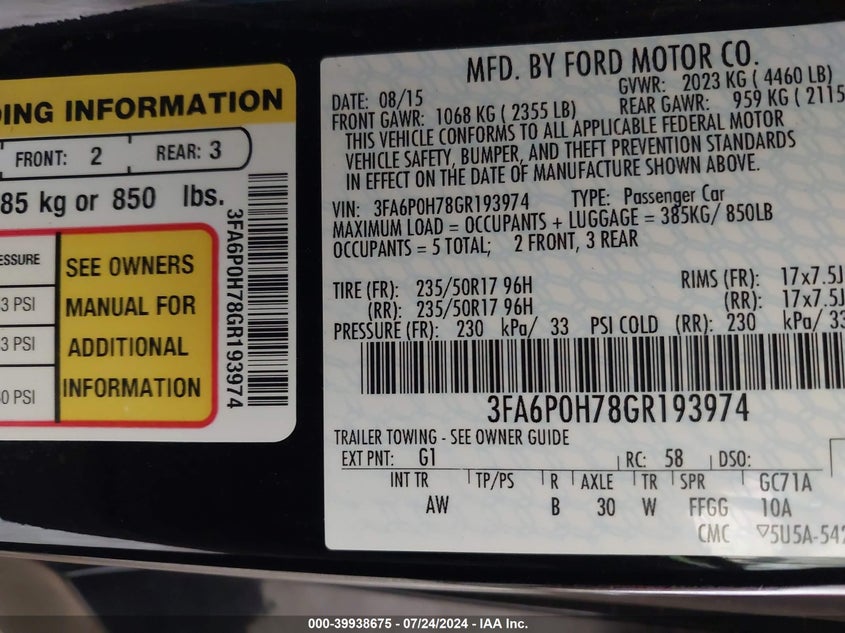 DING INFORMATION
FRONT: 2 REAR: 3
85 kg or 850 lbs.
ESSURE
3 PSI
3 PSI
0 PSI
SEE OWNERS
MANUAL FOR
ADDITIONAL
INFORMATION
3FA6P0H78GR193974
MFD. BY FORD MOTOR CO.
DATE: 08/15 GVWR: 2023 KG ( 4460 LB)
FRONT GAWR: 1068 KG ( 2355 LB) REAR GAWR: 959 KG ( 2115
THIS VEHICLE CONFORMS TO ALL APPLICABLE FEDERAL MOTOR
VEHICLE SAFETY, BUMPER, AND THEFT PREVENTION STANDARDS
IN EFFECT ON THE DATE OF MANUFACTURE SHOWN ABOVE.
VIN: 3FA6P0H78GR193974 TYPE: Passenger Car
MAXIMUM LOAD = OCCUPANTS + LUGGAGE = 385KG/ 850LB
OCCUPANTS = 5 TOTAL; 2 FRONT, 3 REAR
TIRE (FR): 235/50R17 96H RIMS (FR): 17x7.5J
(RR): 235/50R17 96H (RR): 17x7.5J
PRESSURE (FR): 230 kPa/ 33 PSI COLD (RR): 230 kPa/ 33
3FA6P0H78GR193974
TRAILER TOWING - SEE OWNER GUIDE
EXT PNT: G1 RC: 58 DSO:
INT TR TP/PS R AXLE TR SPR GC71A
AW B 30 W FFGG 10A
CMC ▽5U5A-542
000-39938675 / 07/24/2024 - IAA Inc.